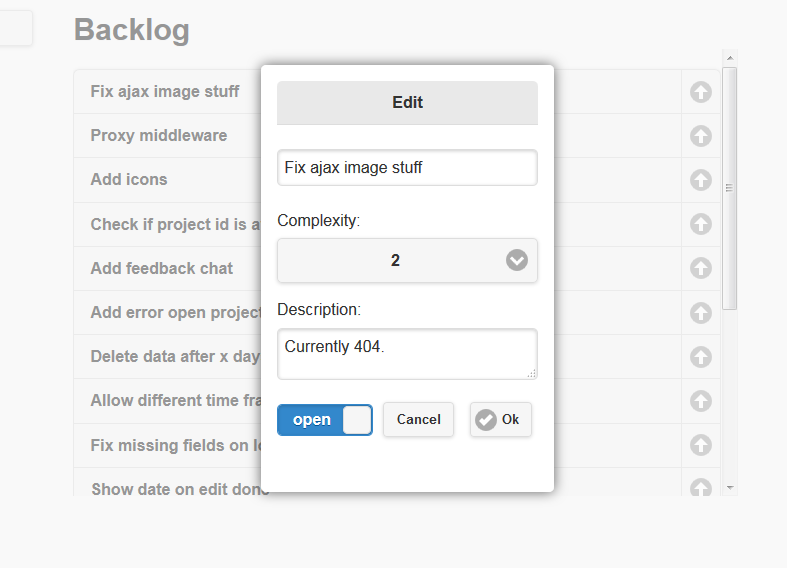 Backlog
Fix ajax image stuff
Proxy middleware
Add icons
Check if project id is a
Add feedback chat
Add error open project
Delete data after x day
Allow different time fra
Fix missing fields on l
Show date on edit done
Edit
Fix ajax image stuff
Complexity:
2
Description:
Currently 404.
open
Cancel
Ok